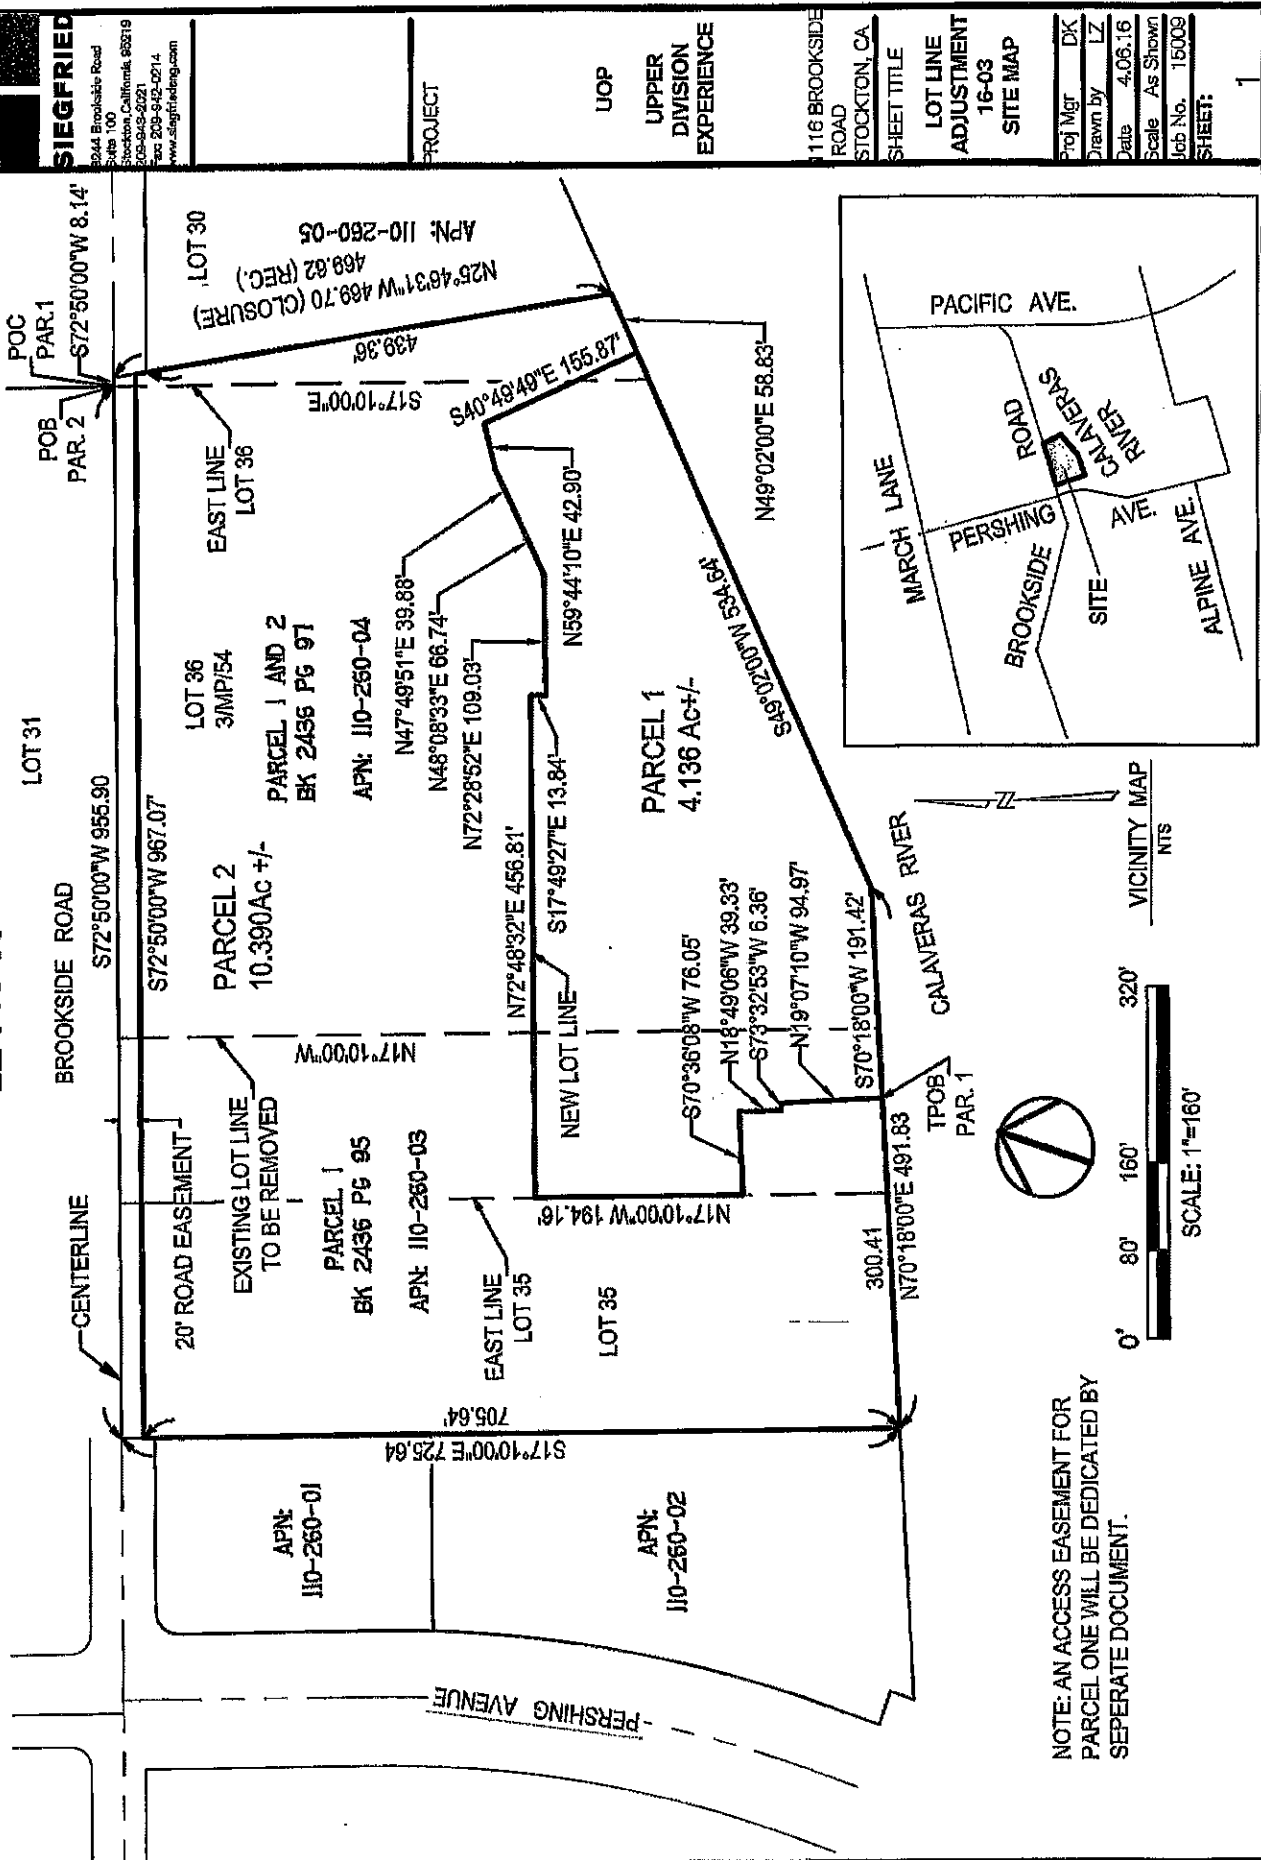 SIEGFRIED
3244 Brookside Road
Suite 100
Stockton, California 95219
209-943-2021
Fax: 209-942-0214
www.siegfriedeng.com
PROJECT
UOP
UPPER
DIVISION
EXPERIENCE
1116 BROOKSIDE
ROAD
STOCKTON, CA
SHEET TITLE
LOT LINE
ADJUSTMENT
16-03
SITE MAP
Proj Mgr DK
Drawn by LZ
Date 4.06.16
Scale As Shown
Job No. 15009
SHEET:
1
LOT 31
BROOKSIDE ROAD
CENTERLINE
S72°50'00"W 955.90
S72°50'00"W 967.07'
POC
PAR.1
S72°50'00"W 8.14'
POB
PAR. 2
LOT 30
APN: 110-260-05
N25°46'31"W 469.70 (CLOSURE)
469.62 (REC.)
439.36'
S17°10'00"E
EAST LINE
LOT 36
LOT 36
3/MP/54
PARCEL 1 AND 2
BK 2436 PG 97
APN: 110-260-04
PARCEL 2
10.390Ac +/-
20' ROAD EASEMENT
EXISTING LOT LINE
TO BE REMOVED
N17°10'00"W
PARCEL 1
BK 2436 PG 95
APN: 110-260-03
S40°49'49"E 155.87'
N47°49'51"E 39.88'
N48°08'33"E 66.74'
N72°28'52"E 109.03'
N59°44'10"E 42.90'
N72°48'32"E 456.81'
S17°49'27"E 13.84'
NEW LOT LINE
N49°02'00"E 58.83'
S49°02'00"W 534.64'
PARCEL 1
4.136 Ac+/-
EAST LINE
LOT 35
LOT 35
N17°10'00"W 194.16'
S70°36'08"W 76.05'
N18°49'06"W 39.33'
S73°32'53"W 6.36'
N19°07'10"W 94.97'
S70°18'00"W 191.42'
CALAVERAS RIVER
TPOB
PAR.1
300.41
N70°18'00"E 491.83
705.64'
S17°10'00"E 725.64
APN:
110-260-01
APN:
110-260-02
PERSHING AVENUE
NOTE: AN ACCESS EASEMENT FOR
PARCEL ONE WILL BE DEDICATED BY
SEPERATE DOCUMENT.
0' 80' 160' 320'
SCALE: 1"=160'
VICINITY MAP
NTS
N
MARCH LANE
PACIFIC AVE.
PERSHING
AVE.
BROOKSIDE
ROAD
CALAVERAS
RIVER
SITE
ALPINE AVE.